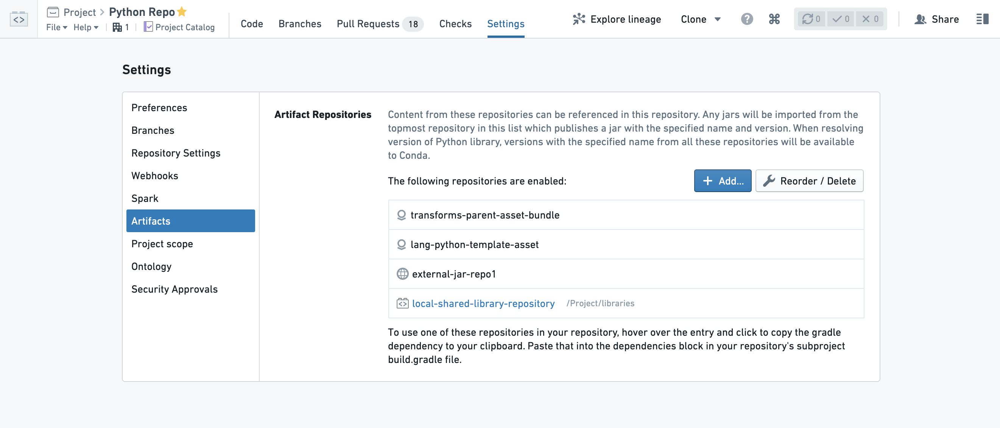 Project > Python Repo
File Help 1 Project Catalog
Code Branches Pull Requests 18 Checks Settings
Explore lineage Clone 0 0 0 Share
Settings
Preferences
Branches
Repository Settings
Webhooks
Spark
Artifacts
Project scope
Ontology
Security Approvals
Artifact Repositories
Content from these repositories can be referenced in this repository. Any jars will be imported from the
topmost repository in this list which publishes a jar with the specified name and version. When resolving
version of Python library, versions with the specified name from all these repositories will be available
to Conda.
The following repositories are enabled:
Add...
Reorder / Delete
transforms-parent-asset-bundle
lang-python-template-asset
external-jar-repo1
local-shared-library-repository /Project/libraries
To use one of these repositories in your repository, hover over the entry and click to copy the gradle
dependency to your clipboard. Paste that into the dependencies block in your repository's subproject
build.gradle file.